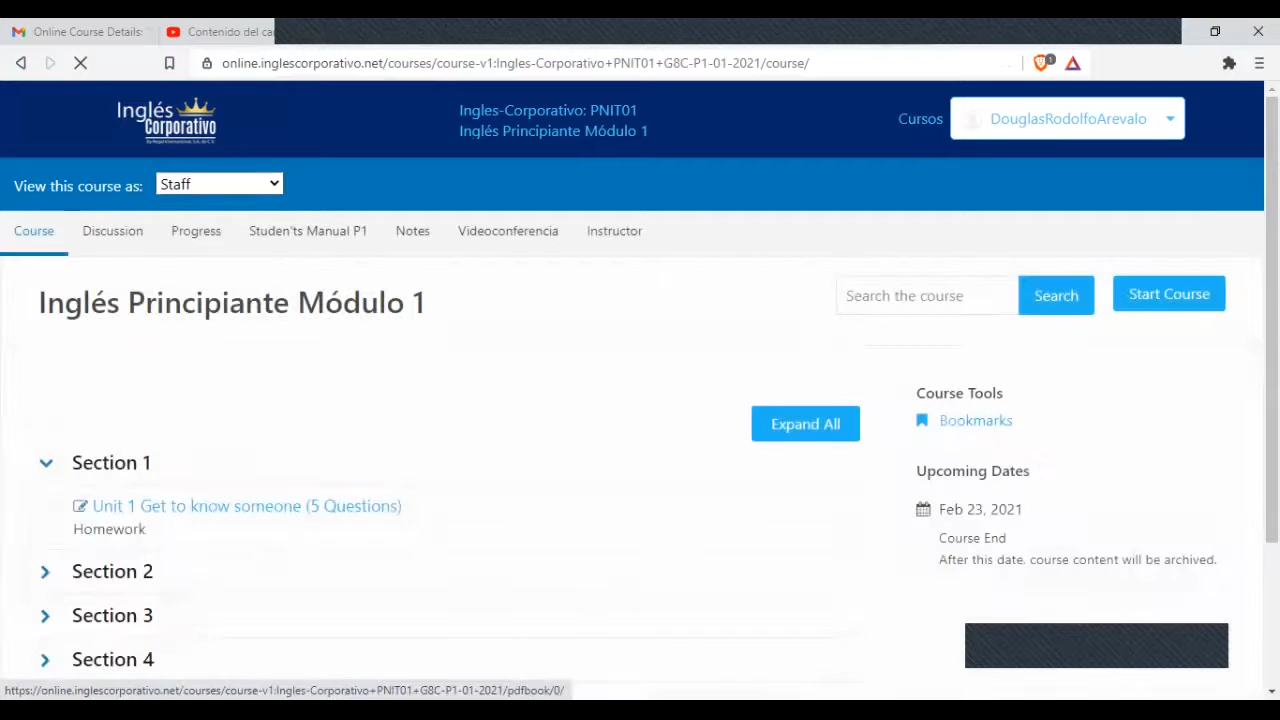 Online Course Details:
Contenido del ca
online.inglescorporativo.net/courses/course-v1:Ingles-Corporativo+PNIT01+G8C-P1-01-2021/course/
1
Inglés
Corporativo
Ingles-Corporativo: PNIT01
Inglés Principiante Módulo 1
Cursos
DouglasRodolfoArevalo
View this course as:
Staff
Course
Discussion
Progress
Studen'ts Manual P1
Notes
Videoconferencia
Instructor
Inglés Principiante Módulo 1
Search the course
Search
Start Course
Course Tools
Bookmarks
Expand All
Upcoming Dates
Feb 23, 2021
Course End
After this date, course content will be archived.
Section 1
Unit 1 Get to know someone (5 Questions)
Homework
Section 2
Section 3
Section 4
https://online.inglescorporativo.net/courses/course-v1:Ingles-Corporativo+PNIT01+G8C-P1-01-2021/pdfbook/0/